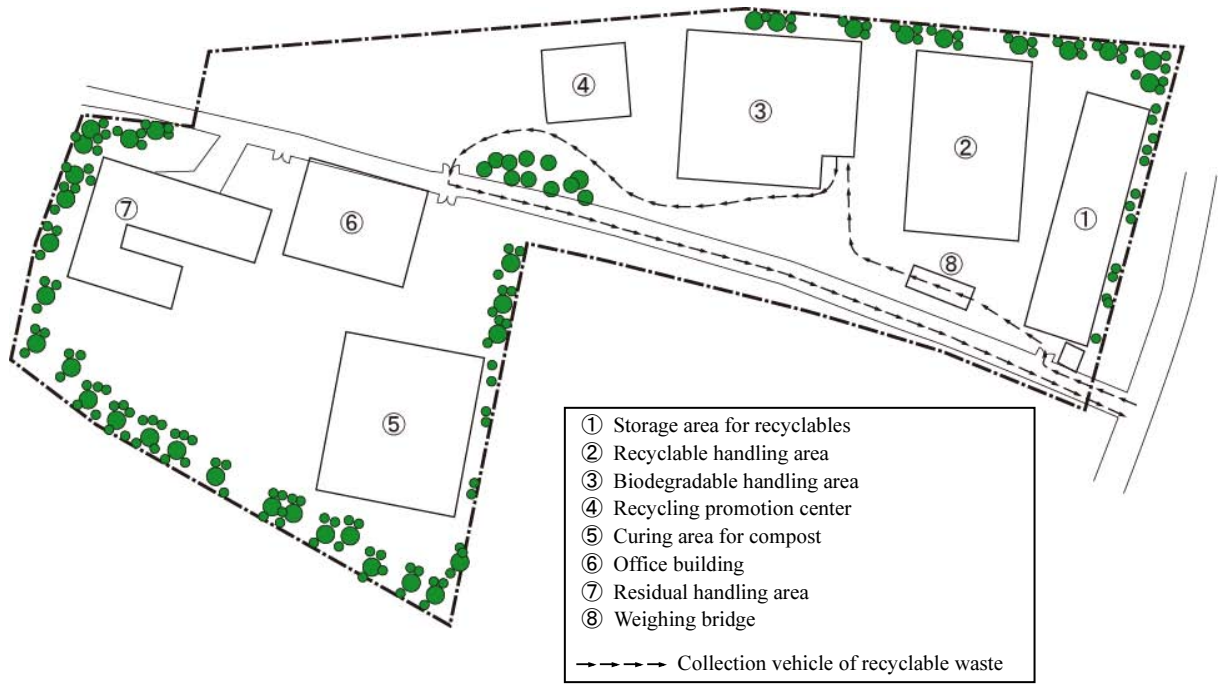 ④
③
②
①
⑦
⑥
⑧
⑤
① Storage area for recyclables
② Recyclable handling area
③ Biodegradable handling area
④ Recycling promotion center
⑤ Curing area for compost
⑥ Office building
⑦ Residual handling area
⑧ Weighing bridge
Collection vehicle of recyclable waste